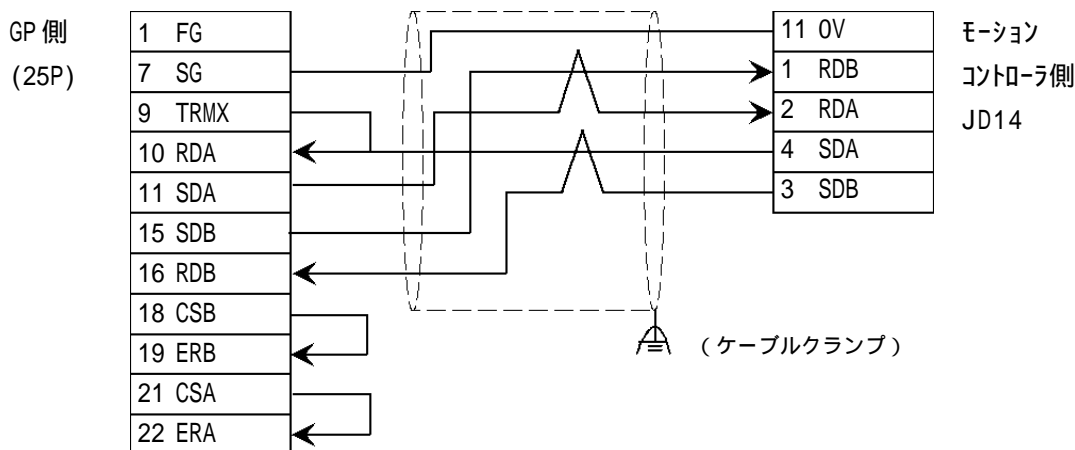 GP 側
(25P)
1 FG
7 SG
9 TRMX
10 RDA
11 SDA
15 SDB
16 RDB
18 CSB
19 ERB
21 CSA
22 ERA
11 0V
1 RDB
2 RDA
4 SDA
3 SDB
モーション
コントローラ側
JD14
(ケーブルクランプ)